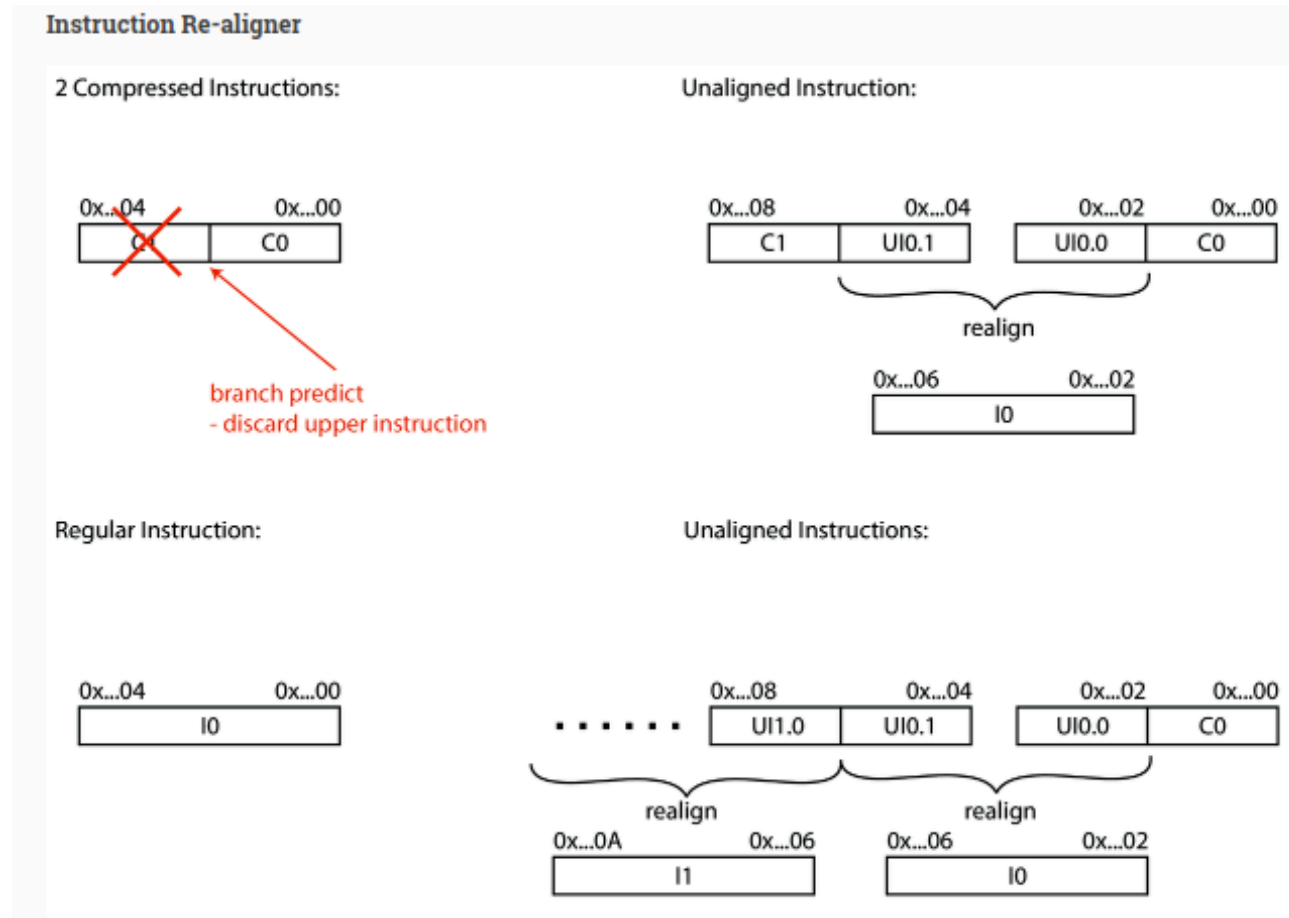 Instruction Re-aligner
2 Compressed Instructions:
Unaligned Instruction:
0x...04 0x...00
C1 C0
branch predict
- discard upper instruction
0x...08 0x...04 0x...02 0x...00
C1 UI0.1 UI0.0 C0
realign
0x...06 0x...02
I0
Regular Instruction:
Unaligned Instructions:
0x...04 0x...00
I0
0x...08 0x...04 0x...02 0x...00
UI1.0 UI0.1 UI0.0 C0
realign realign
0x...0A 0x...06 0x...06 0x...02
I1 I0